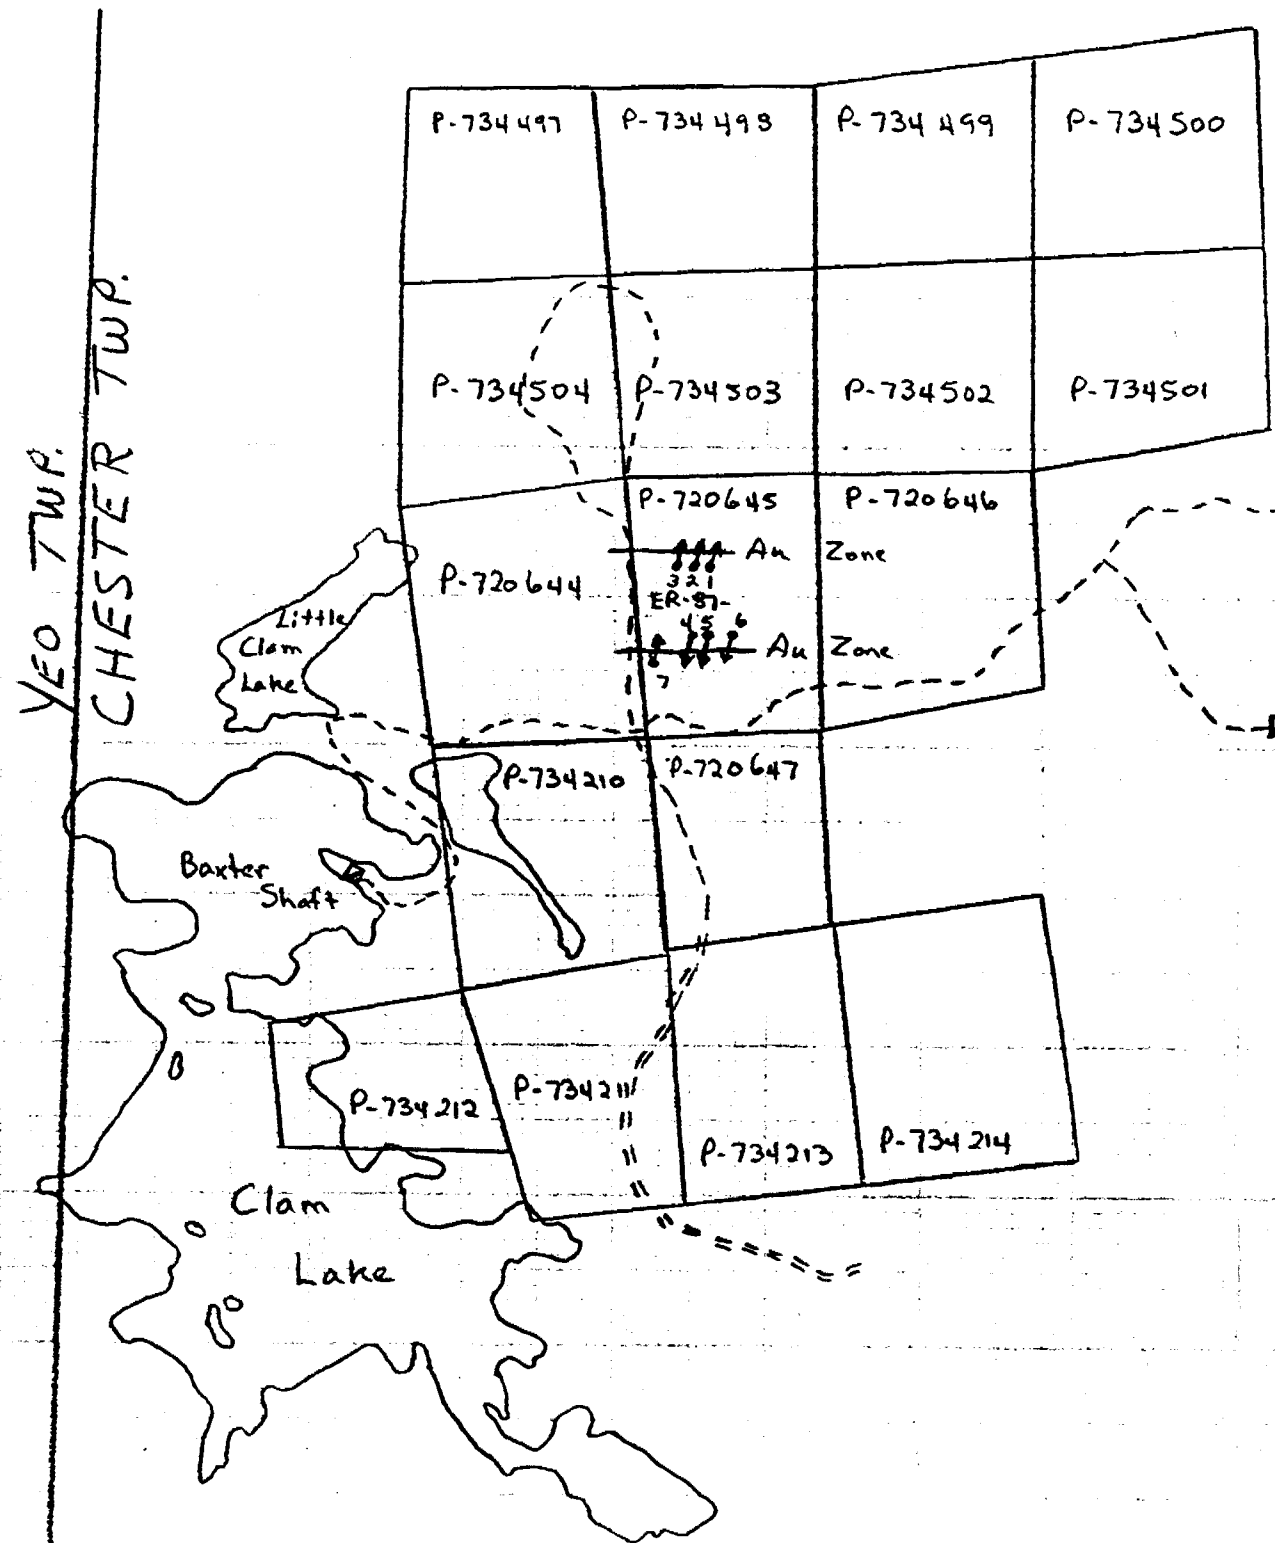 P-734497 P-734498 P-734499 P-734500
P-734504 P-734503 P-734502 P-734501
YEO TWP.
CHESTER TWP.
P-720645 P-720646
Au Zone
P-720644
3 2 1
ER-87-
4 5 6
Au Zone
7
Little
Clam
Lake
P-734210 P-720647
Baxter
Shaft
P-734212 P-734211
P-734213 P-734214
Clam
Lake